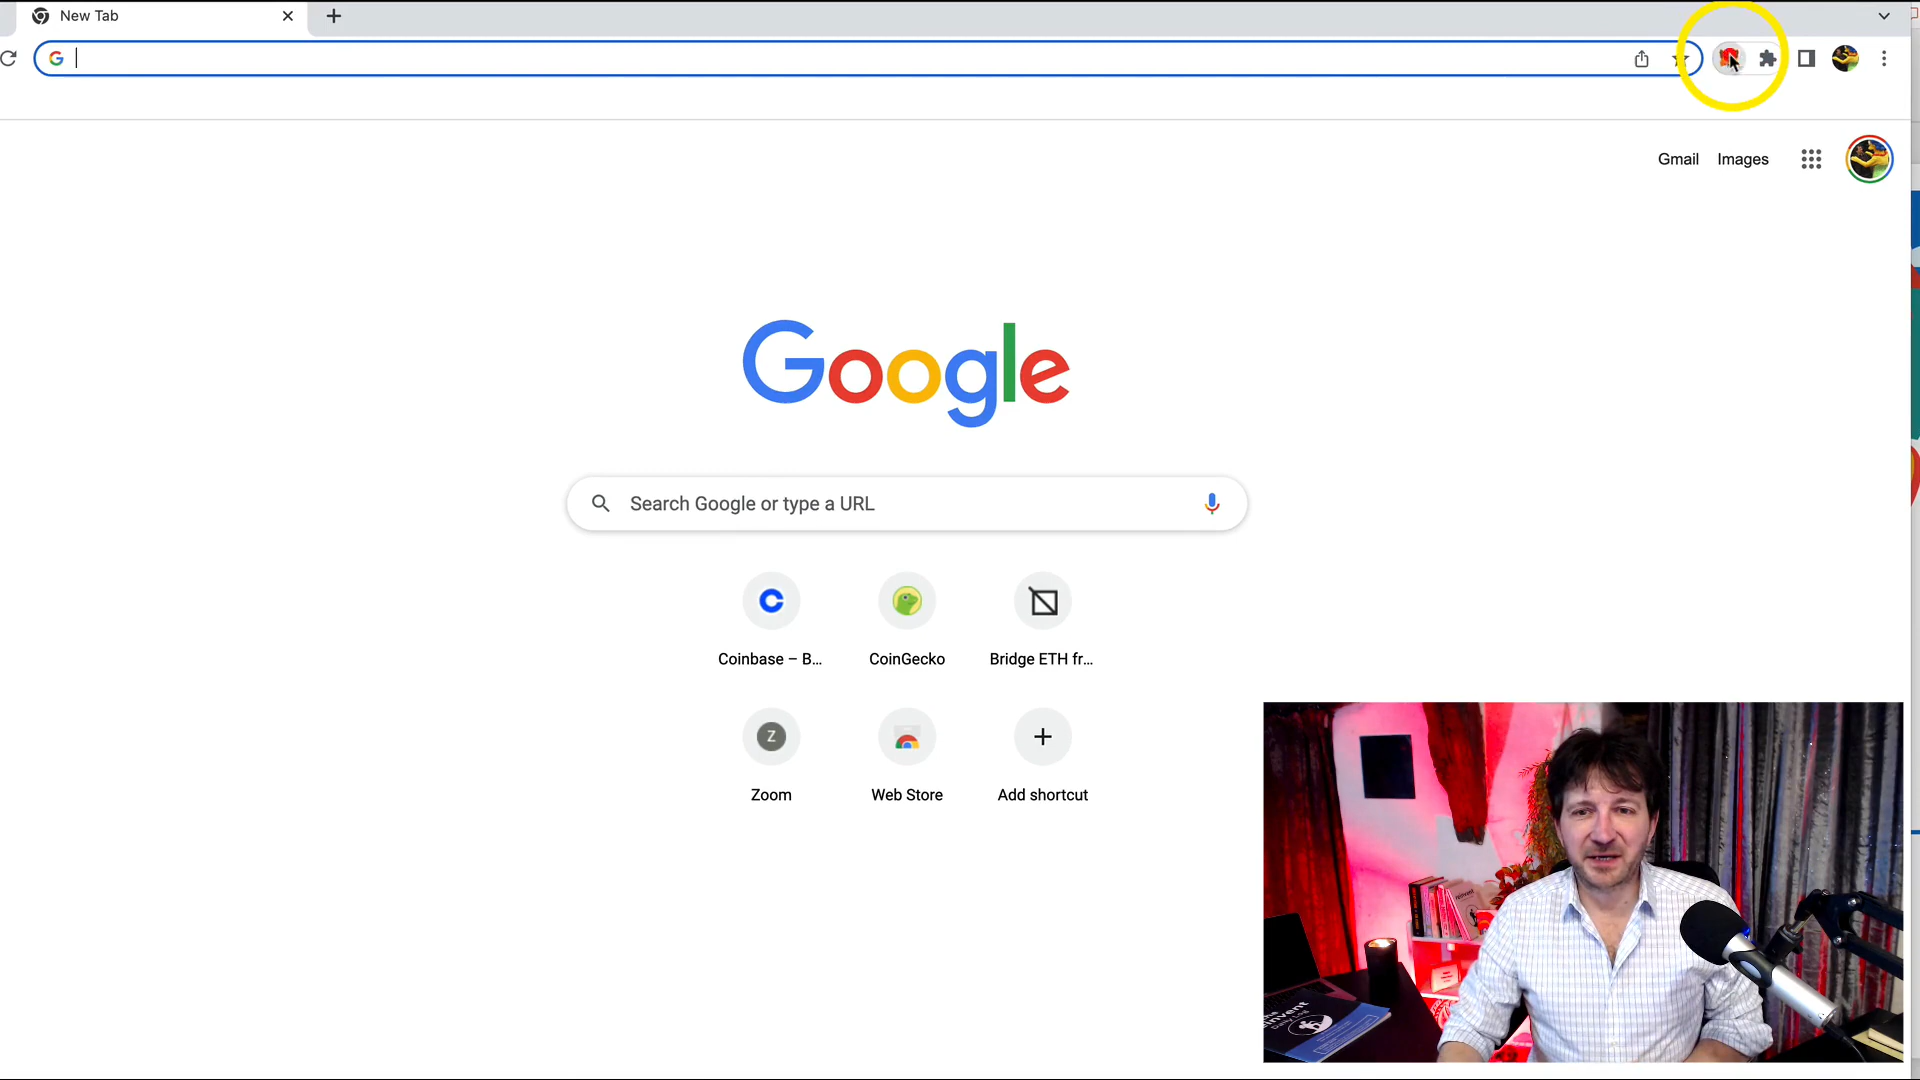 New Tab
Gmail Images
Google
Search Google or type a URL
Coinbase – B...
CoinGecko
Bridge ETH fr...
Z
Zoom
Web Store
Add shortcut